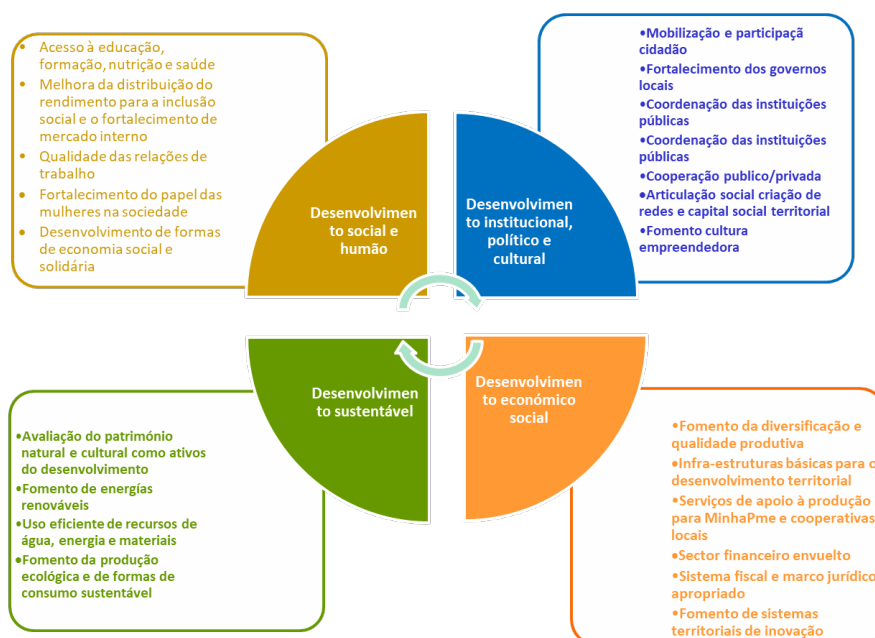 • Acesso à educação,
formação, nutrição e saúde
• Melhora da distribuição do
rendimento para a inclusão
social e o fortalecimento de
mercado interno
• Qualidade das relações de
trabalho
• Fortalecimento do papel das
mulheres na sociedade
• Desenvolvimento de formas
de economia social e
solidária
•Mobilização e participaçã
cidadão
•Fortalecimento dos governos
locais
•Coordenação das instituições
públicas
•Coordenação das instituições
públicas
•Cooperação publico/privada
•Articulação social criação de
redes e capital social territorial
•Fomento cultura
empreendedora
Desenvolvimen
to social e
humão
Desenvolvimen
to institucional,
político e
cultural
Desenvolvimen
to sustentável
Desenvolvimen
to económico
social
•Avaliação do património
natural e cultural como ativos
do desenvolvimento
•Fomento de energías
renováveis
•Uso eficiente de recursos de
água, energia e materiais
•Fomento da produção
ecológica e de formas de
consumo sustentável
•Fomento da diversificação e
qualidade produtiva
•Infra-estruturas básicas para o
desenvolvimento territorial
•Serviços de apoio à produção
para MinhaPme e cooperativas
locais
•Sector financeiro envuelto
•Sistema fiscal e marco jurídico
apropriado
•Fomento de sistemas
territoriais de inovação